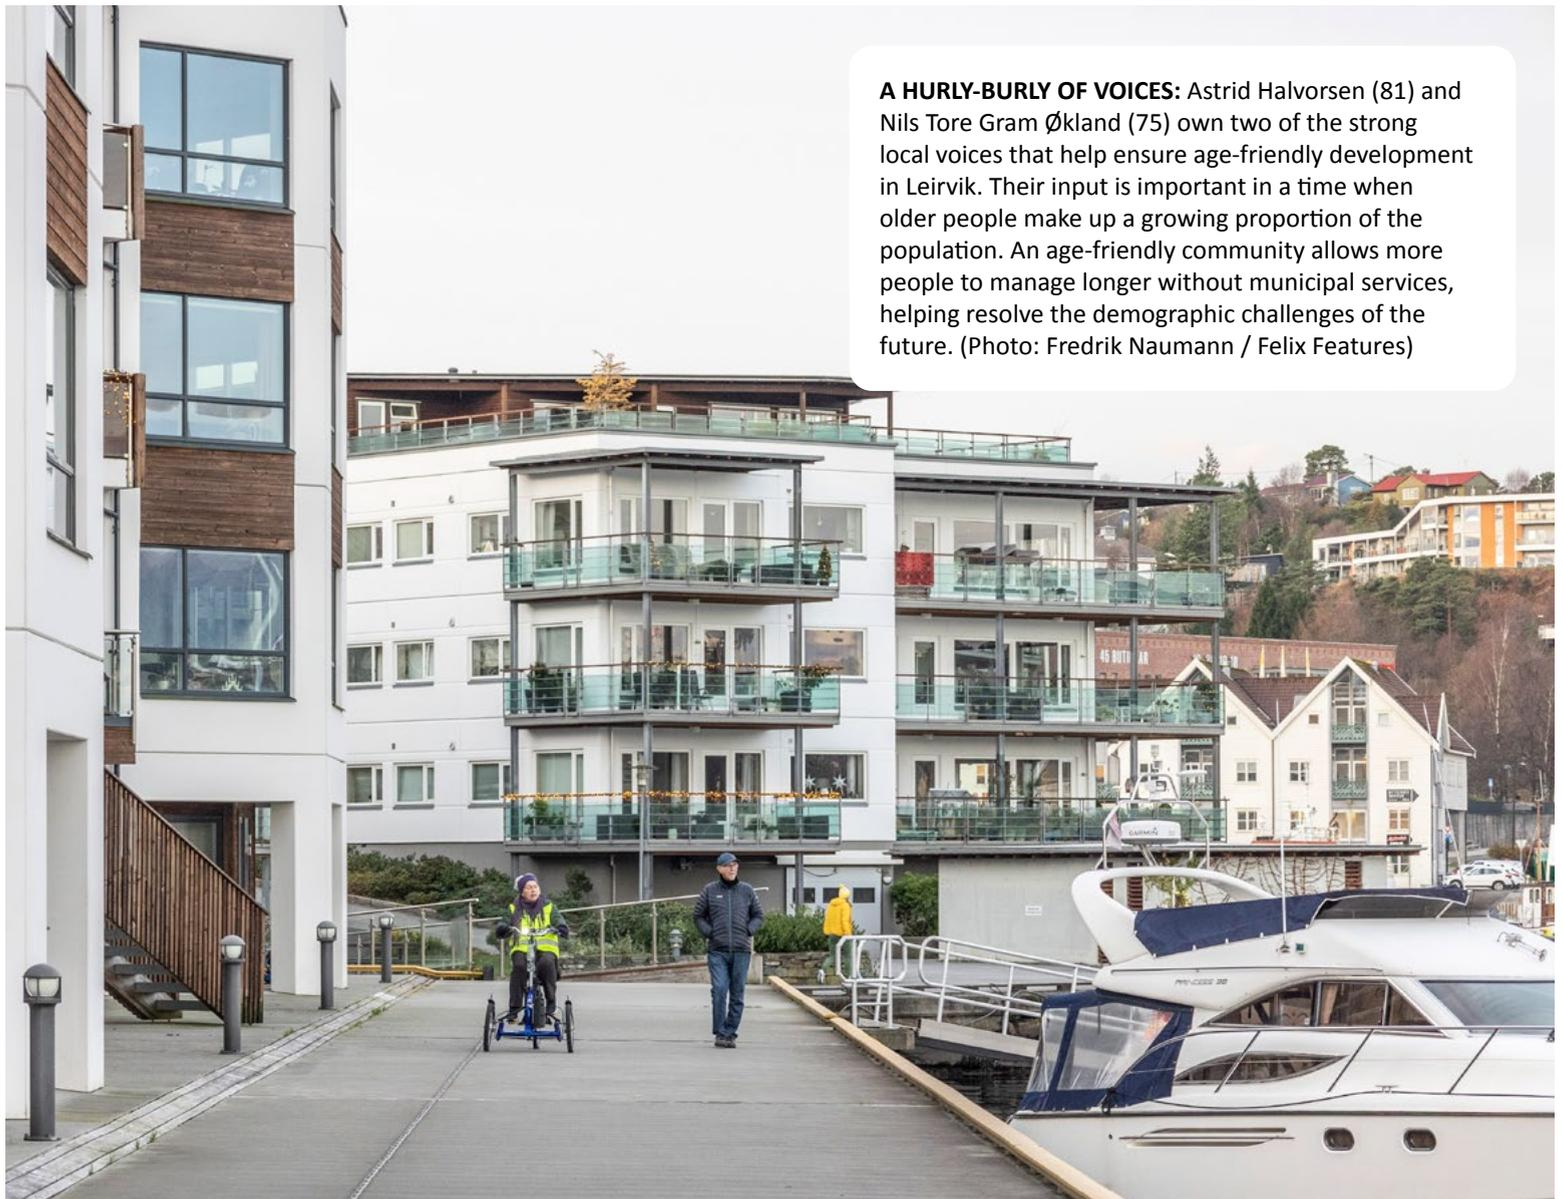 A HURLY-BURLY OF VOICES: Astrid Halvorsen (81) and
Nils Tore Gram Økland (75) own two of the strong
local voices that help ensure age-friendly development
in Leirvik. Their input is important in a time when
older people make up a growing proportion of the
population. An age-friendly community allows more
people to manage longer without municipal services,
helping resolve the demographic challenges of the
future. (Photo: Fredrik Naumann / Felix Features)
45 BUTIKKAR
GARMIN
PRINCESS 38